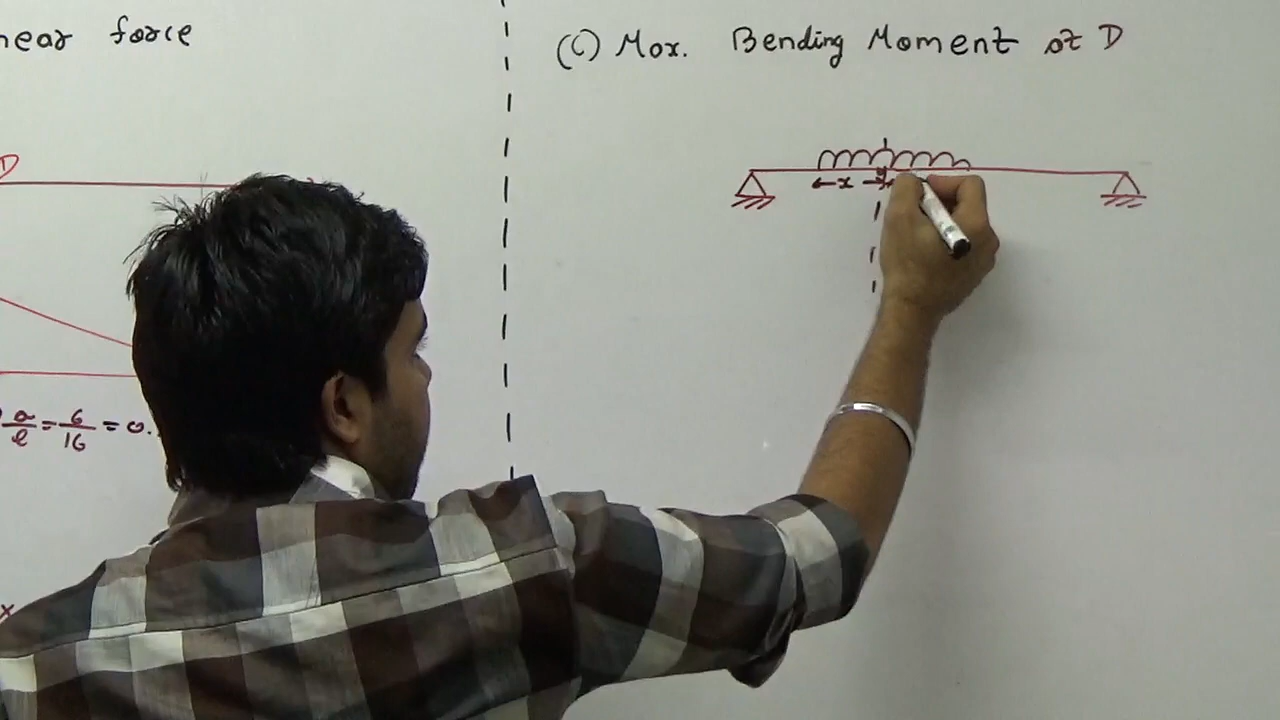 near force
(C) Max. Bending Moment at D
D
x
a/l = 6/16 = 0.
x